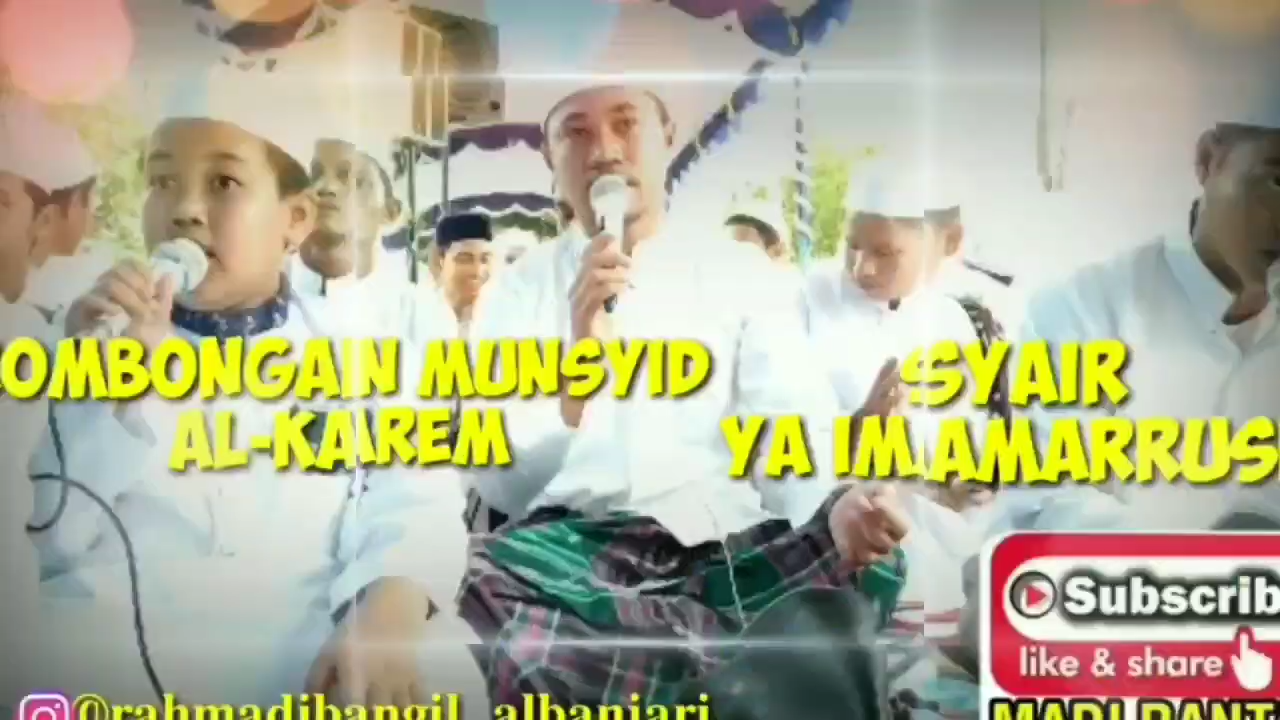 OMBONGAN MUNSYID
AL-KAREM
SYAIR
YA IMAMARRUS
Subscrib
like & share
@rahmadibangil_albanjari